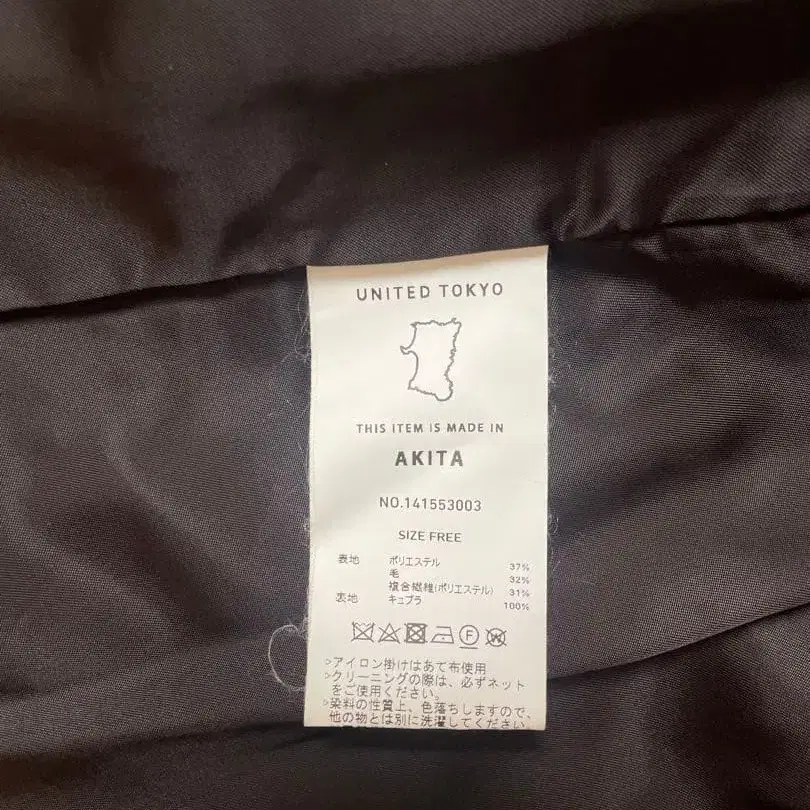 UNITED TOKYO
THIS ITEM IS MADE IN
AKITA
NO.141553003
SIZE FREE
表地 ポリエステル 37%
毛 32%
複合繊維(ポリエステル) 31%
裏地 キュプラ 100%
F
W
▷アイロン掛けはあて布使用
▷クリーニングの際は、必ずネット
をご使用ください。
▷染料の性質上、色落ちしますので、
他の物とは別に洗濯してください。